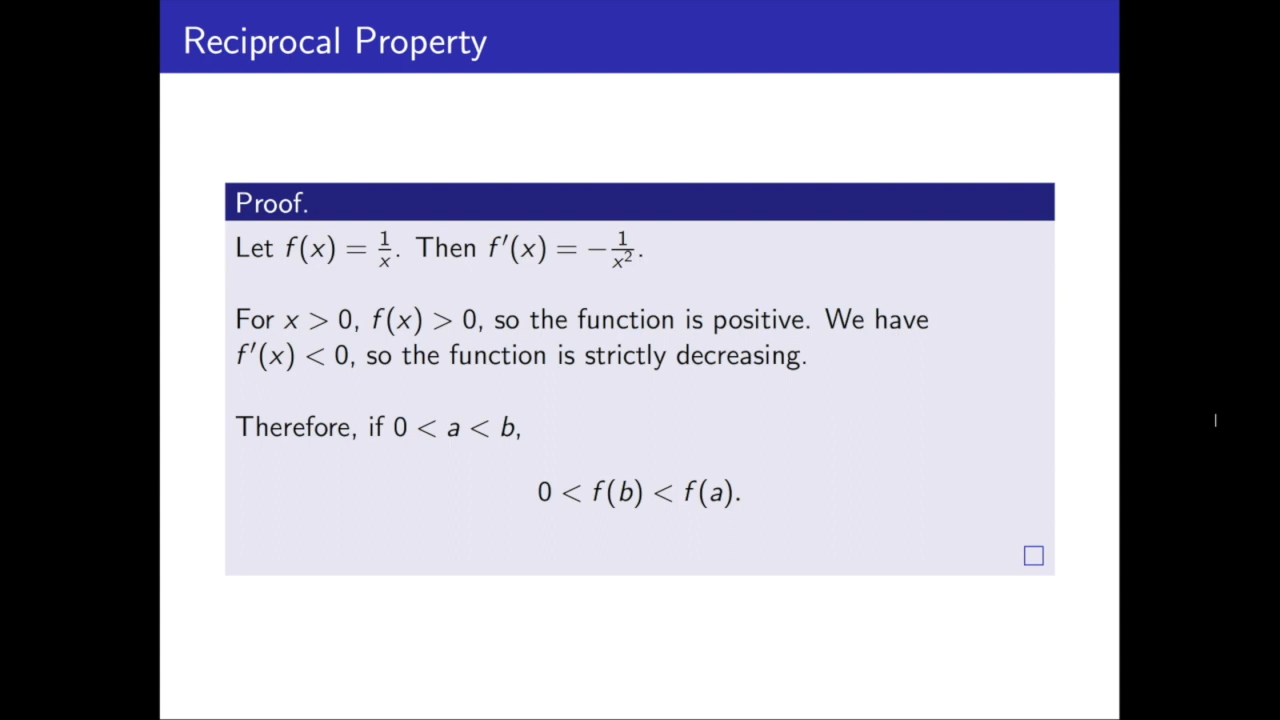 Reciprocal Property
Proof.
Let f(x) = 1/x. Then f′(x) = −1/x².
For x > 0, f(x) > 0, so the function is positive. We have
f′(x) < 0, so the function is strictly decreasing.
Therefore, if 0 < a < b,
0 < f(b) < f(a).
□